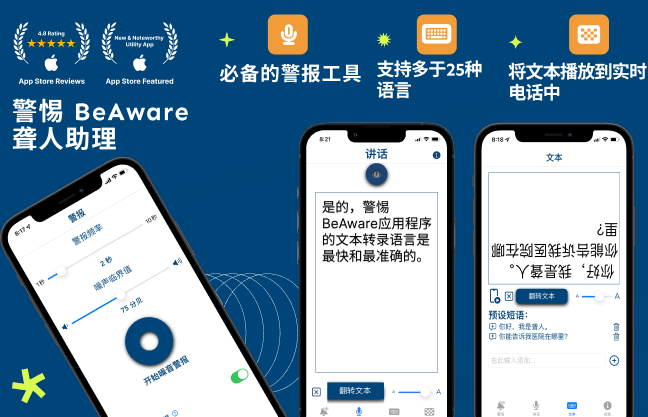 4.8 Rating
App Store Reviews
New & Noteworthy
Utility App
App Store Featured
警惕 BeAware
聋人助理
必备的警报工具
支持多于25种
语言
将文本播放到实时
电话中
8:17
警报
警报频率
1秒
10秒
2 秒
噪声临界值
75 分贝
开始噪音警报
8:21
讲话
是的，警惕
BeAware应用程序
的文本转录语言是
最快和最准确的。
翻转文本
A
A
8:18
文本
你好，我是聋人。
你能告诉我医院在哪
里?
翻转文本
A
A
预设短语：
你好，我是聋人。
你能告诉我医院在哪里?
在此输入添加...
文本